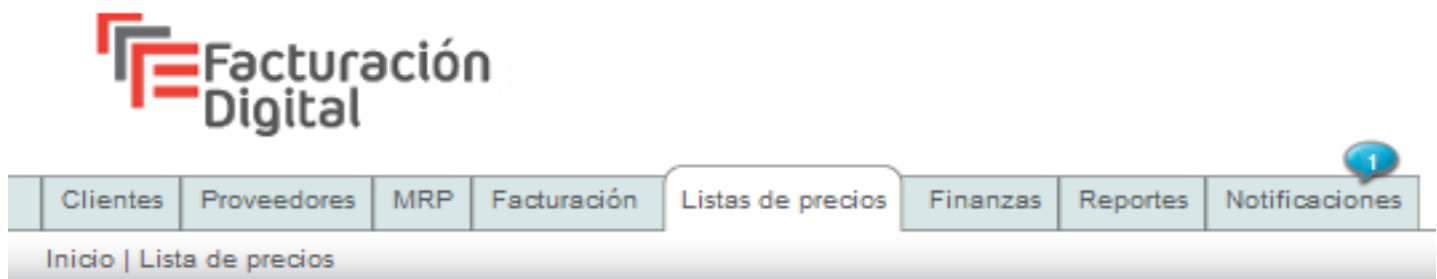 Facturación
Digital
1
Clientes Proveedores MRP Facturación Listas de precios Finanzas Reportes Notificaciones
Inicio | Lista de precios